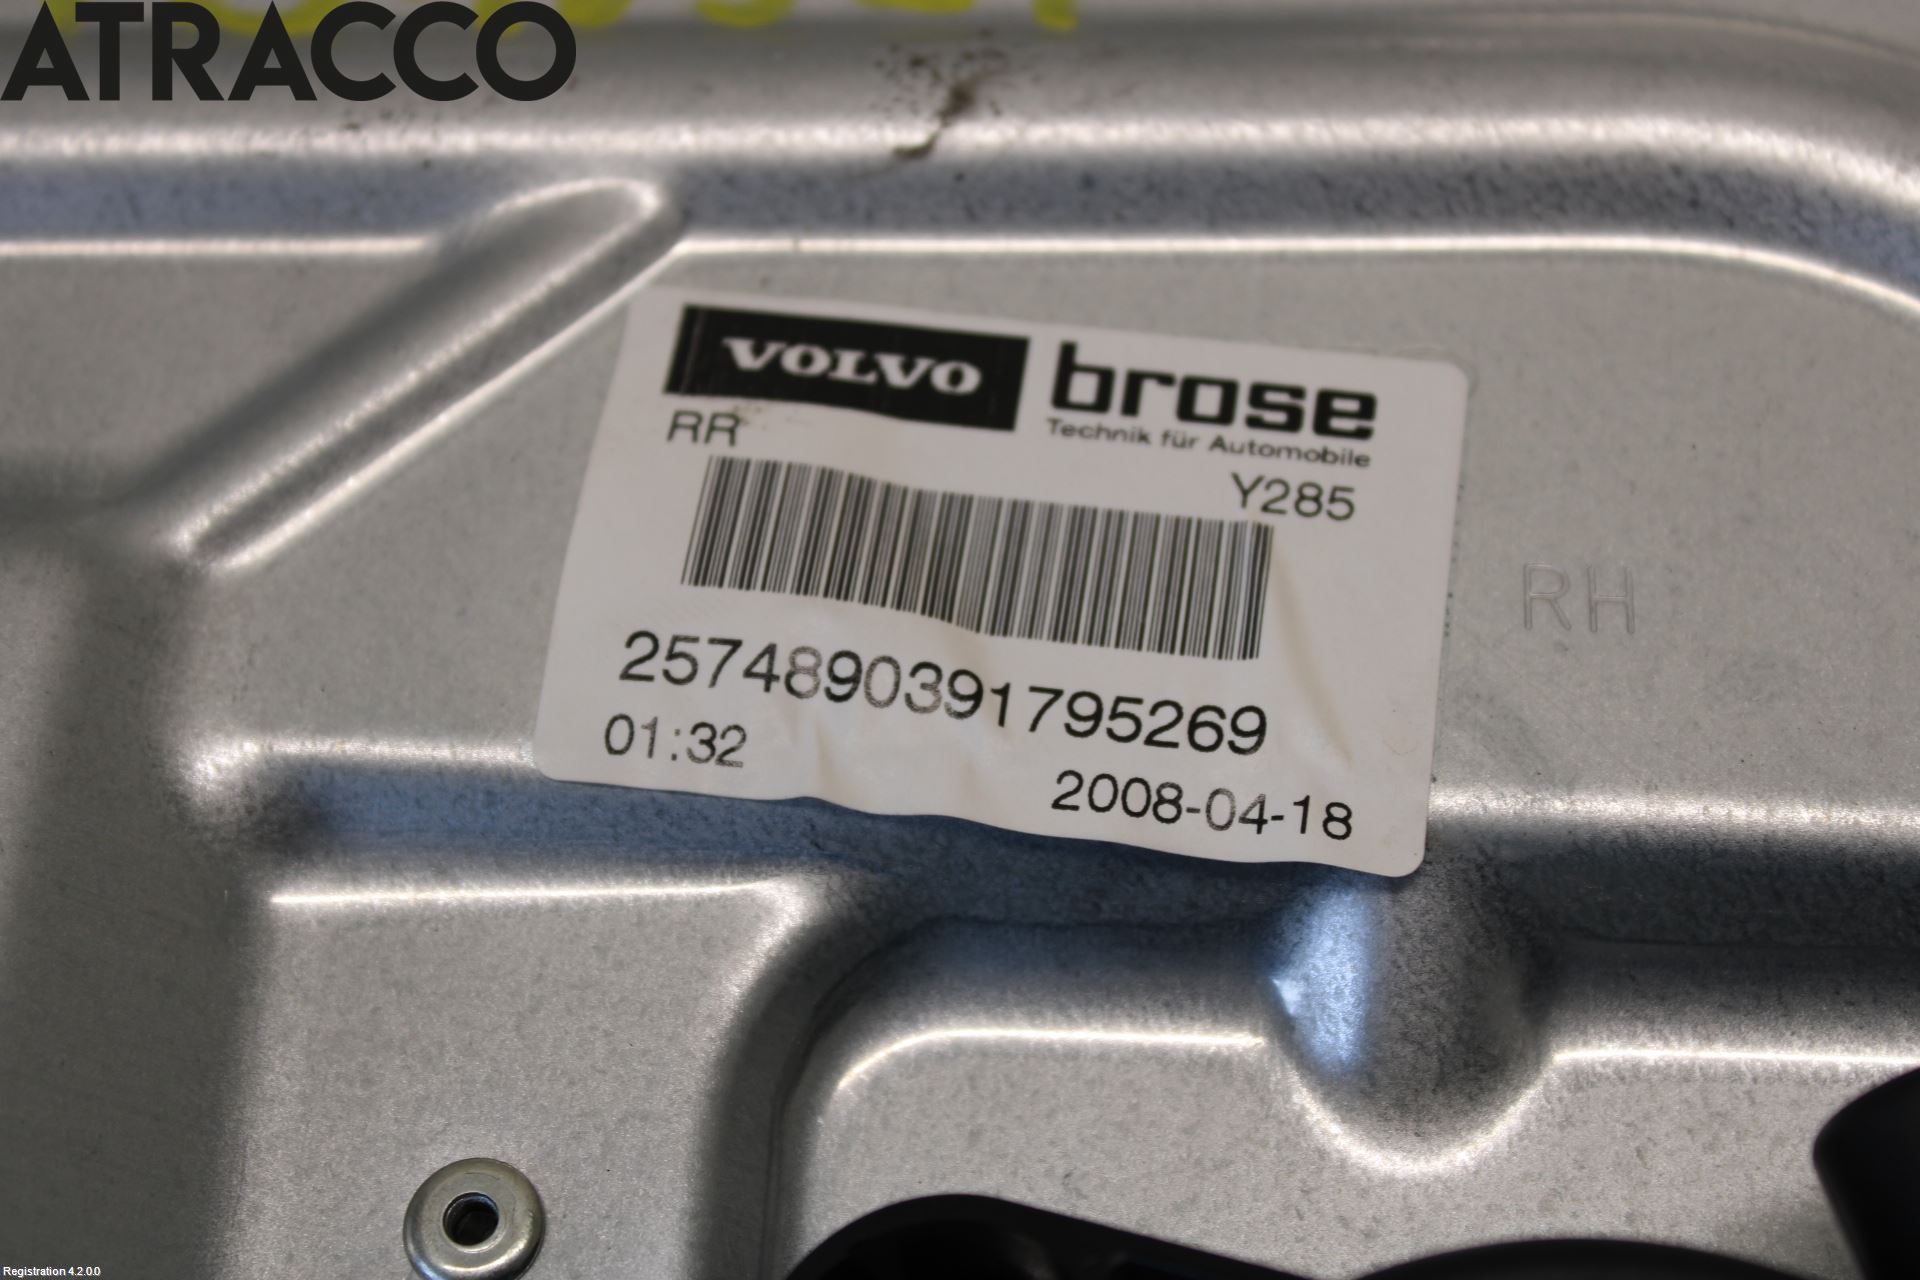 ATRACCO
VOLVO brose
Technik für Automobile
RR
Y285
2574890391795269
01:32
2008-04-18
RH
Registration 4.2.0.0